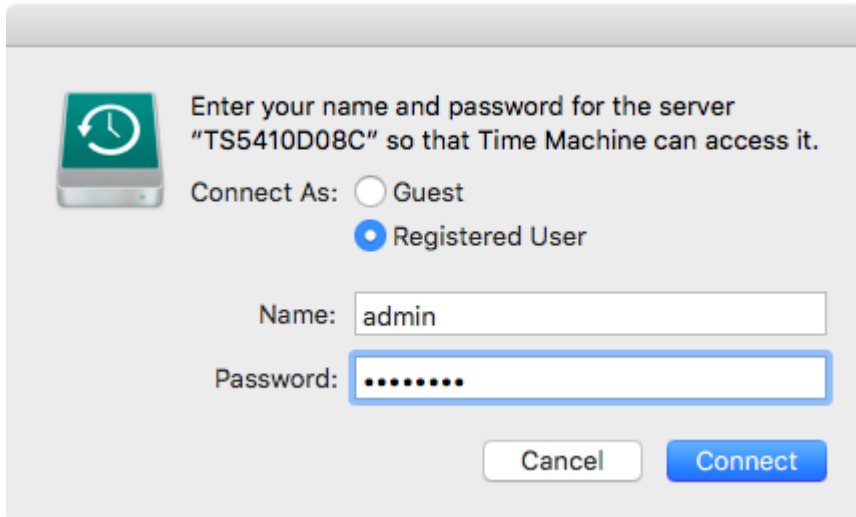 Enter your name and password for the server
“TS5410D08C” so that Time Machine can access it.
Connect As: Guest
Registered User
Name: admin
Password: ••••••••
Cancel Connect